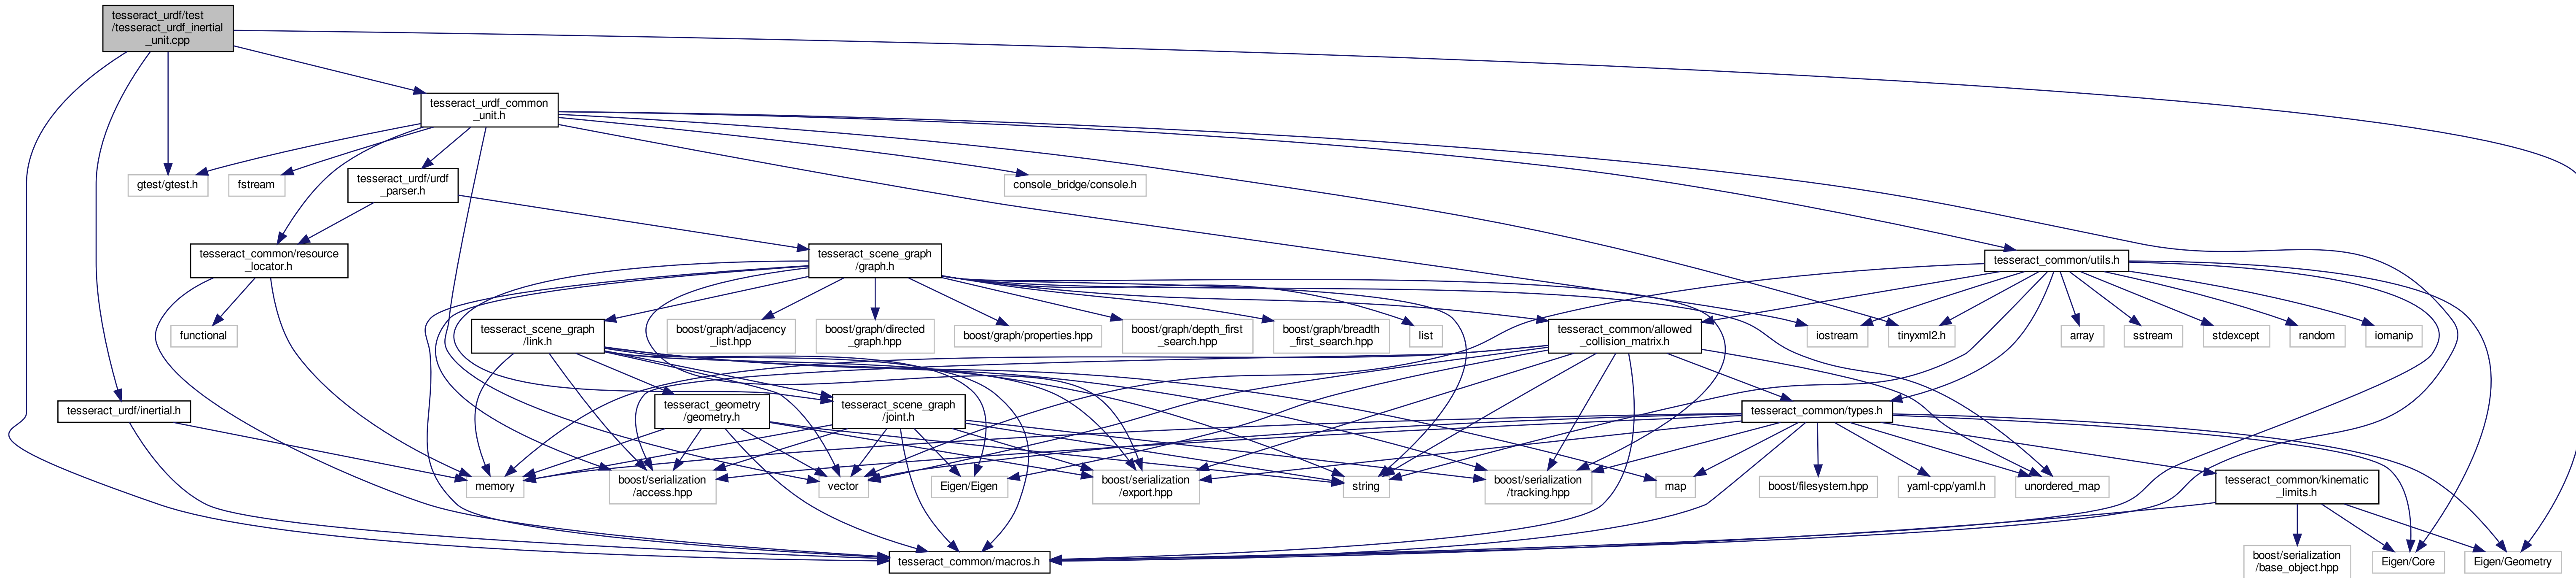 tesseract_urdf/test
/tesseract_urdf_inertial
_unit.cpp
tesseract_urdf_common
_unit.h
gtest/gtest.h
fstream
tesseract_urdf/urdf
_parser.h
console_bridge/console.h
tesseract_common/resource
_locator.h
tesseract_scene_graph
/graph.h
tesseract_common/utils.h
functional
tesseract_scene_graph
/link.h
boost/graph/adjacency
_list.hpp
boost/graph/directed
_graph.hpp
boost/graph/properties.hpp
boost/graph/depth_first
_search.hpp
boost/graph/breadth
_first_search.hpp
list
tesseract_common/allowed
_collision_matrix.h
iostream
tinyxml2.h
array
sstream
stdexcept
random
iomanip
tesseract_urdf/inertial.h
tesseract_geometry
/geometry.h
tesseract_scene_graph
/joint.h
tesseract_common/types.h
memory
boost/serialization
/access.hpp
vector
Eigen/Eigen
boost/serialization
/export.hpp
string
boost/serialization
/tracking.hpp
map
boost/filesystem.hpp
yaml-cpp/yaml.h
unordered_map
tesseract_common/kinematic
_limits.h
tesseract_common/macros.h
boost/serialization
/base_object.hpp
Eigen/Core
Eigen/Geometry